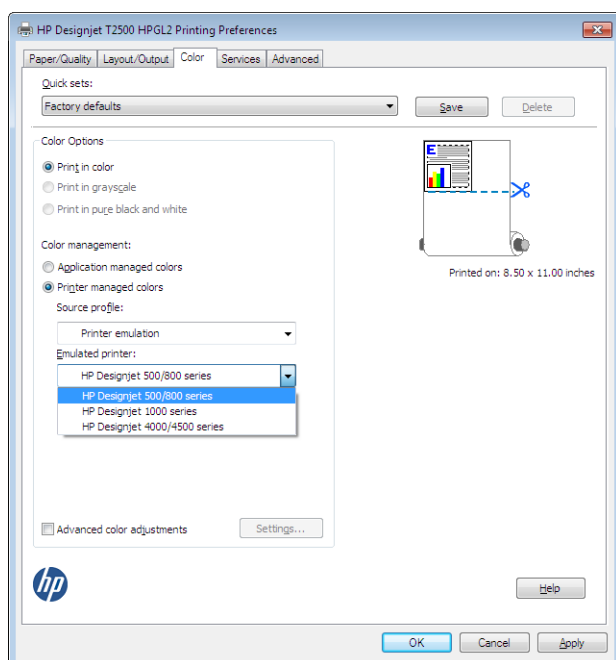 HP Designjet T2500 HPGL2 Printing Preferences
Paper/Quality Layout/Output Color Services Advanced
Quick sets:
Factory defaults
Save
Delete
Color Options
Print in color
Print in grayscale
Print in pure black and white
Color management:
Application managed colors
Printer managed colors
Source profile:
Printer emulation
Emulated printer:
HP Designjet 500/800 series
HP Designjet 500/800 series
HP Designjet 1000 series
HP Designjet 4000/4500 series
Advanced color adjustments
Settings...
E
Printed on: 8.50 x 11.00 inches
hp
Help
OK
Cancel
Apply